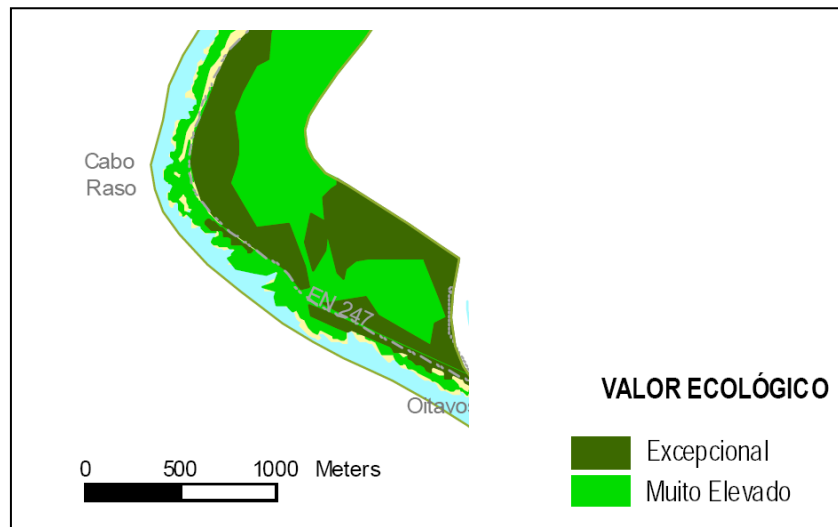 Cabo
Raso
EN 247
Oitavos
0 500 1000 Meters
VALOR ECOLÓGICO
Excepcional
Muito Elevado